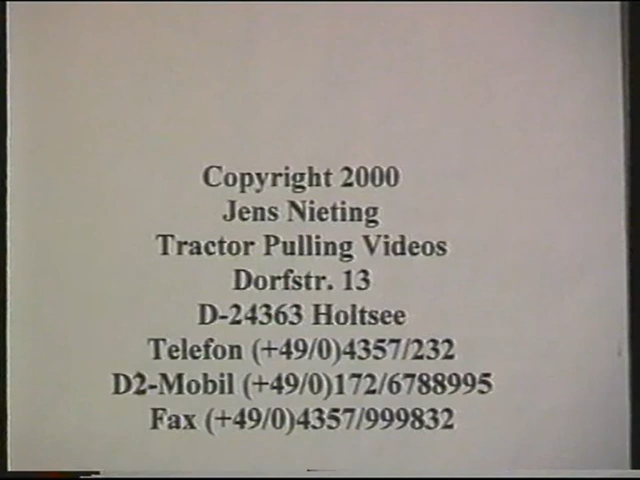 Copyright 2000
Jens Nieting
Tractor Pulling Videos
Dorfstr. 13
D-24363 Holtsee
Telefon (+49/0)4357/232
D2-Mobil (+49/0)172/6788995
Fax (+49/0)4357/999832